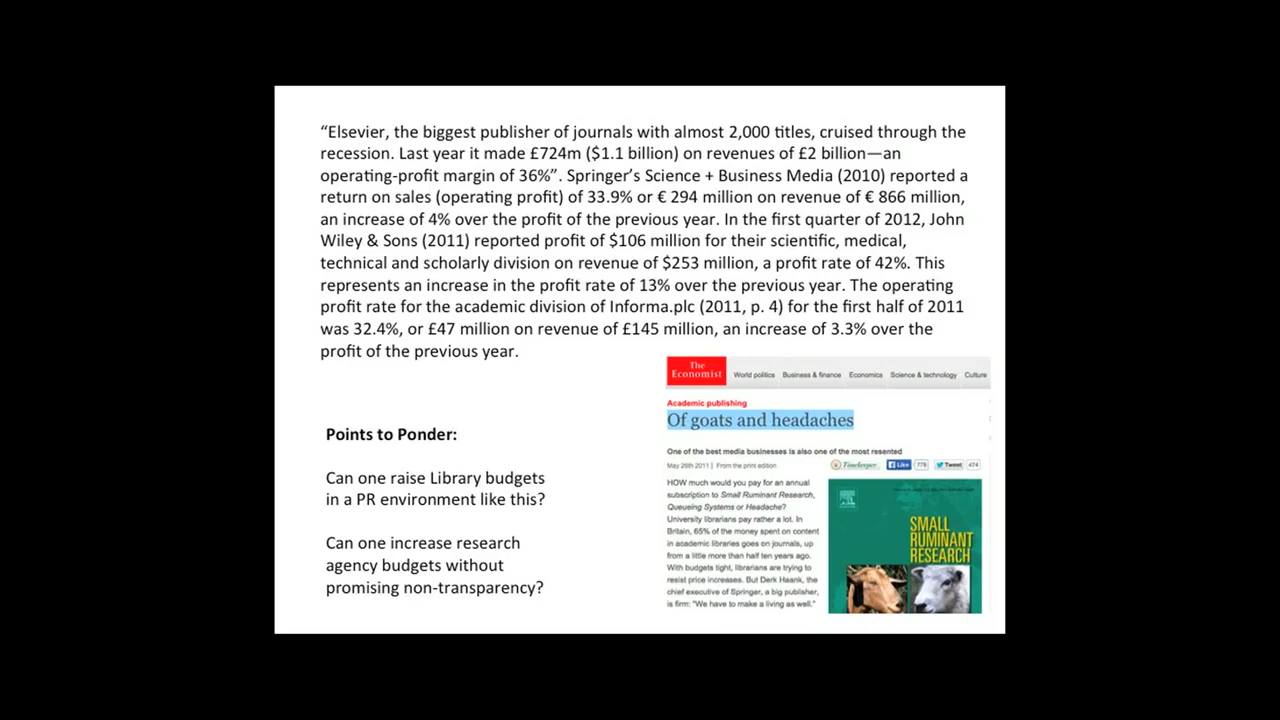 “Elsevier, the biggest publisher of journals with almost 2,000 titles, cruised through the
recession. Last year it made £724m ($1.1 billion) on revenues of £2 billion—an
operating-profit margin of 36%”. Springer’s Science + Business Media (2010) reported a
return on sales (operating profit) of 33.9% or € 294 million on revenue of € 866 million,
an increase of 4% over the profit of the previous year. In the first quarter of 2012, John
Wiley & Sons (2011) reported profit of $106 million for their scientific, medical,
technical and scholarly division on revenue of $253 million, a profit rate of 42%. This
represents an increase in the profit rate of 13% over the previous year. The operating
profit rate for the academic division of Informa.plc (2011, p. 4) for the first half of 2011
was 32.4%, or £47 million on revenue of £145 million, an increase of 3.3% over the
profit of the previous year.
Points to Ponder:
Can one raise Library budgets
in a PR environment like this?
Can one increase research
agency budgets without
promising non-transparency?
The
Economist
World politics Business & finance Economics Science & technology Culture
Academic publishing
Of goats and headaches
One of the best media businesses is also one of the most resented
May 26th 2011 | From the print edition
Timekeeper Like 779 Tweet 474
HOW much would you pay for an annual
subscription to Small Ruminant Research,
Queueing Systems or Headache?
University librarians pay rather a lot. In
Britain, 65% of the money spent on content
in academic libraries goes on journals, up
from a little more than half ten years ago.
With budgets tight, librarians are trying to
resist price increases. But Derk Haank, the
chief executive of Springer, a big publisher,
is firm: "We have to make a living as well."
SMALL
RUMINANT
RESEARCH